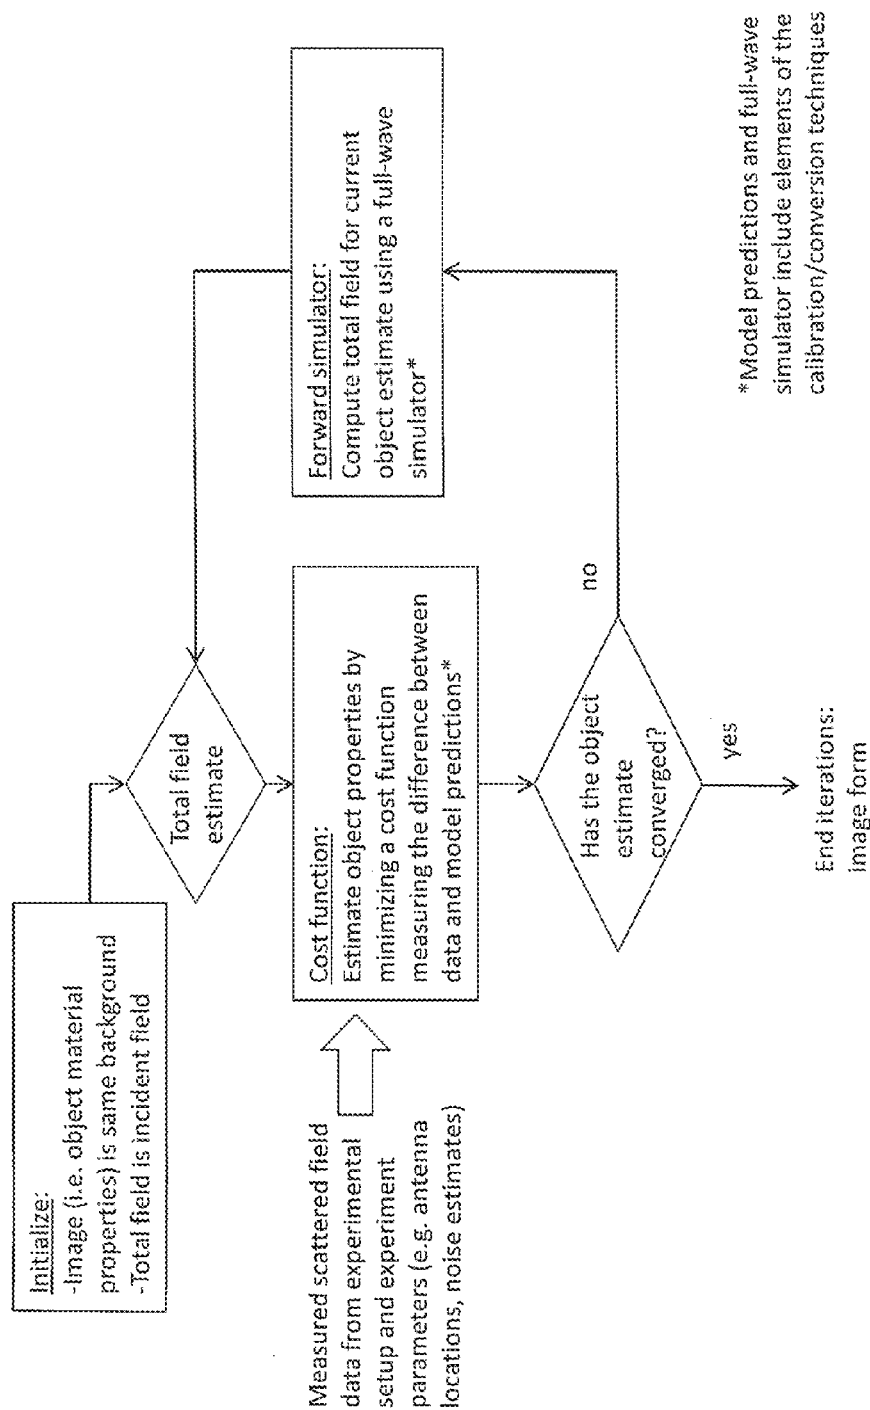 Initialize:
-Image (i.e. object material
properties) is same background
-Total field is incident field
Total field
estimate
Measured scattered field
data from experimental
setup and experiment
parameters (e.g. antenna
locations, noise estimates)
Cost function:
Estimate object properties by
minimizing a cost function
measuring the difference between
data and model predictions*
Forward simulator:
Compute total field for current
object estimate using a full-wave
simulator*
Has the object
estimate
converged?
no
yes
End iterations:
image form
*Model predictions and full-wave
simulator include elements of the
calibration/conversion techniques